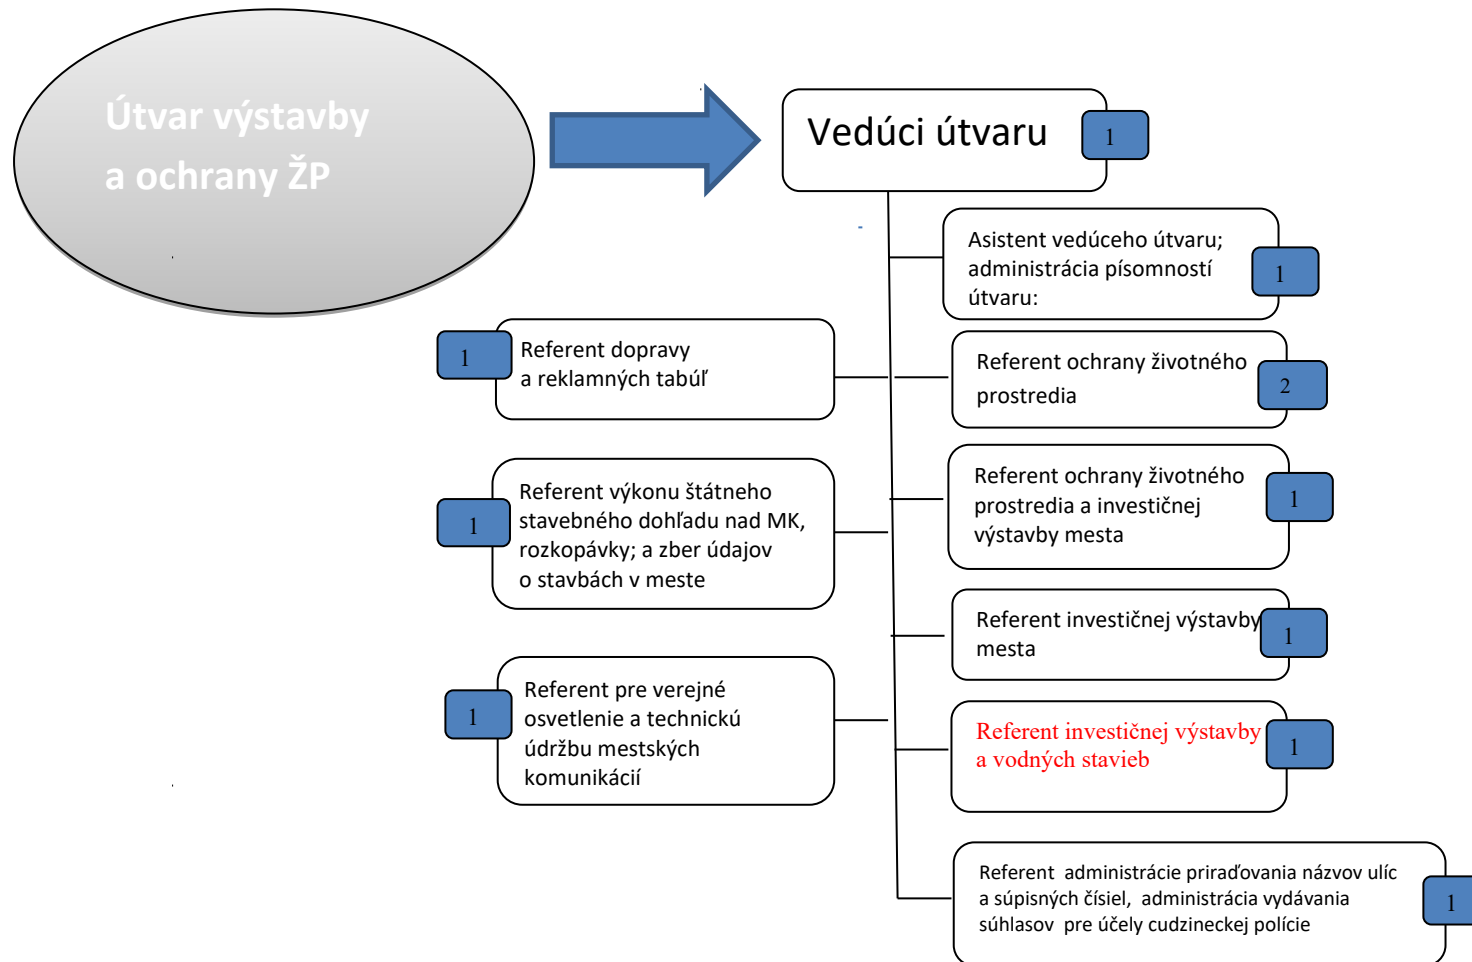 Útvar výstavby
a ochrany ŽP
Vedúci útvaru
1
Asistent vedúceho útvaru;
administrácia písomností
útvaru:
1
1
Referent dopravy
a reklamných tabúľ
Referent ochrany životného
prostredia
2
1
Referent výkonu štátneho
stavebného dohľadu nad MK,
rozkopávky; a zber údajov
o stavbách v meste
Referent ochrany životného
prostredia a investičnej
výstavby mesta
1
Referent investičnej výstavby
mesta
1
1
Referent pre verejné
osvetlenie a technickú
údržbu mestských
komunikácií
Referent investičnej výstavby
a vodných stavieb
1
Referent  administrácie priraďovania názvov ulíc
a súpisných čísiel,  administrácia vydávania
súhlasov  pre účely cudzineckej polície
1